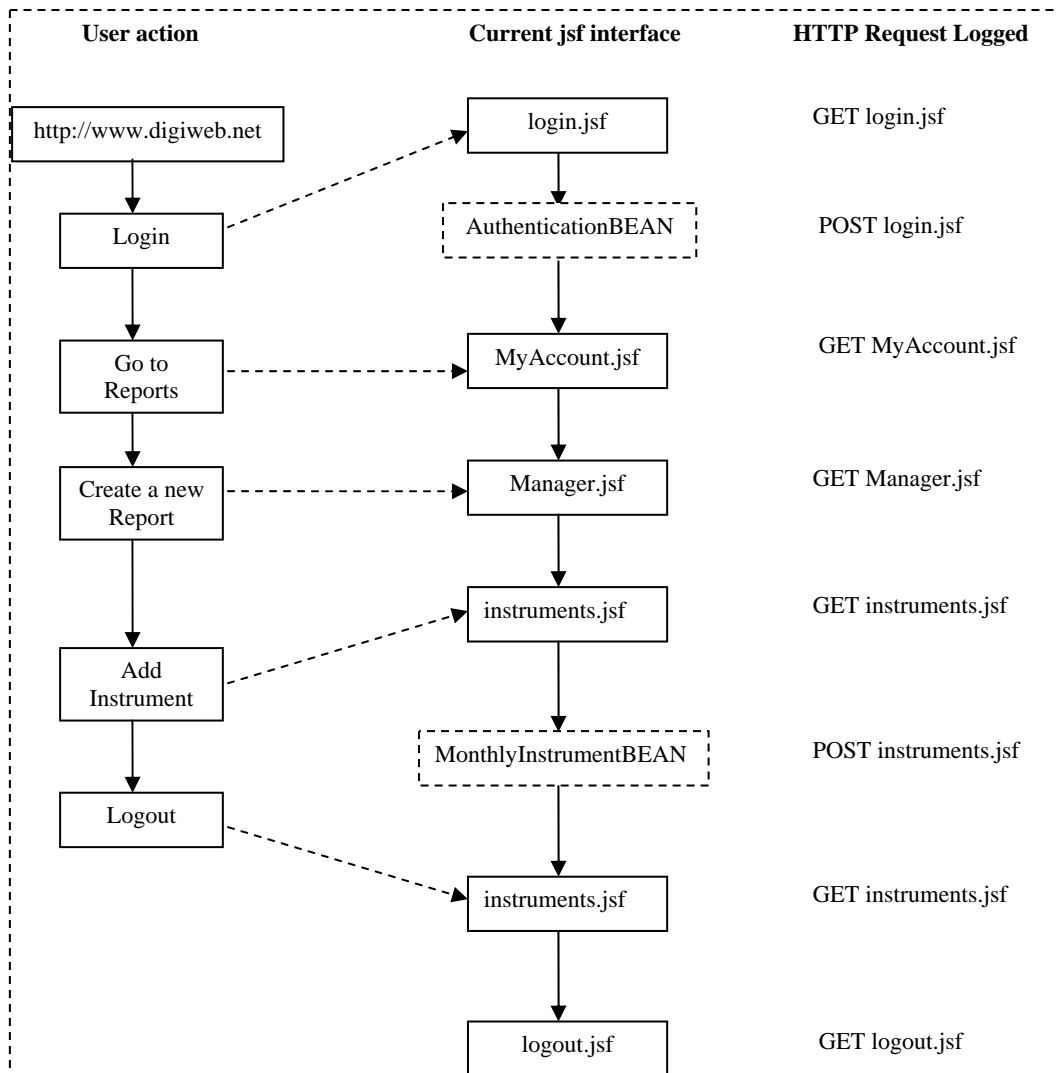 User action
Current jsf interface
HTTP Request Logged
http://www.digiweb.net
login.jsf
GET login.jsf
Login
AuthenticationBEAN
POST login.jsf
Go to
Reports
MyAccount.jsf
GET MyAccount.jsf
Create a new
Report
Manager.jsf
GET Manager.jsf
Add
Instrument
instruments.jsf
GET instruments.jsf
MonthlyInstrumentBEAN
POST instruments.jsf
Logout
instruments.jsf
GET instruments.jsf
logout.jsf
GET logout.jsf